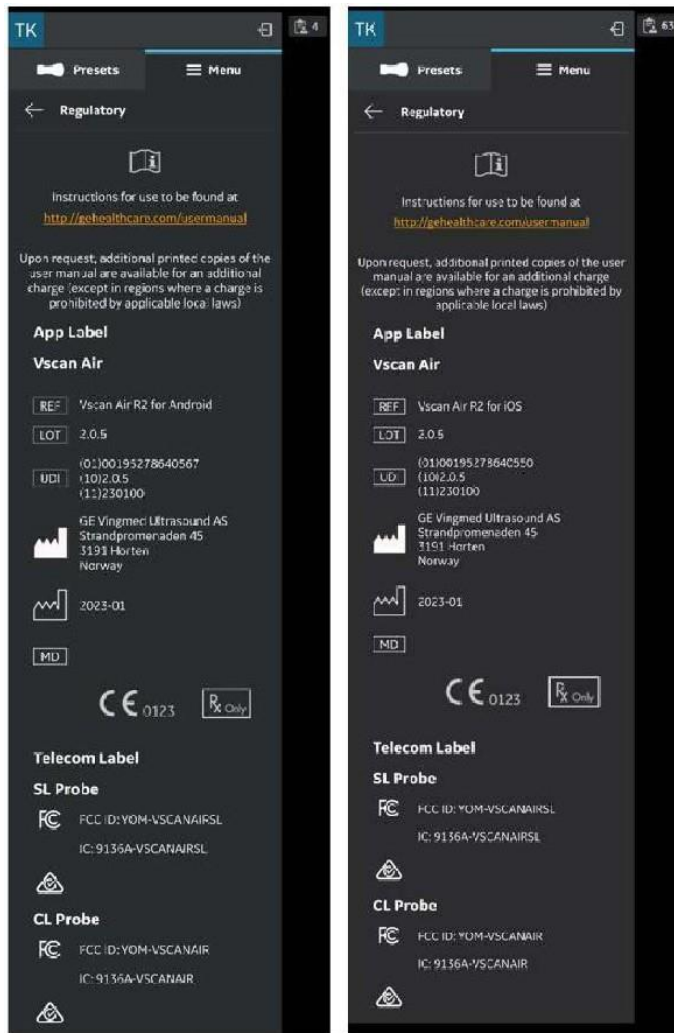 TK
4
Presets
Menu
Regulatory
Instructions for use to be found at
http://gehealthcare.com/usermanual
Upon request, additional printed copies of the
user manual are available for an additional
charge (except in regions where a charge is
prohibited by applicable local laws)
App Label
Vscan Air
REF Vscan Air R2 for Android
LOT 2.0.5
UDI (01)00195278640567
(10)2.0.5
(11)230100
GE Vingmed Ultrasound AS
Strandpromenaden 45
3191 Horten
Norway
2023-01
MD
CE 0123 Rx Only
Telecom Label
SL Probe
FC FCC ID: YOM-VSCANAIRSL
IC: 9136A-VSCANAIRSL
CL Probe
FC FCC ID: YOM-VSCANAIR
IC: 9136A-VSCANAIR
TK
63
Presets
Menu
Regulatory
Instructions for use to be found at
http://gehealthcare.com/usermanual
Upon request, additional printed copies of the user
manual are available for an additional charge
(except in regions where a charge is prohibited by
applicable local laws)
App Label
Vscan Air
REF Vscan Air R2 for iOS
LOT 2.0.5
UDI (01)00195278640550
(10)2.0.5
(11)230100
GE Vingmed Ultrasound AS
Strandpromenaden 45
3191 Horten
Norway
2023-01
MD
CE 0123 Rx Only
Telecom Label
SL Probe
FC FCC ID: YOM-VSCANAIRSL
IC: 9136A-VSCANAIRSL
CL Probe
FC FCC ID: YOM-VSCANAIR
IC: 9136A-VSCANAIR